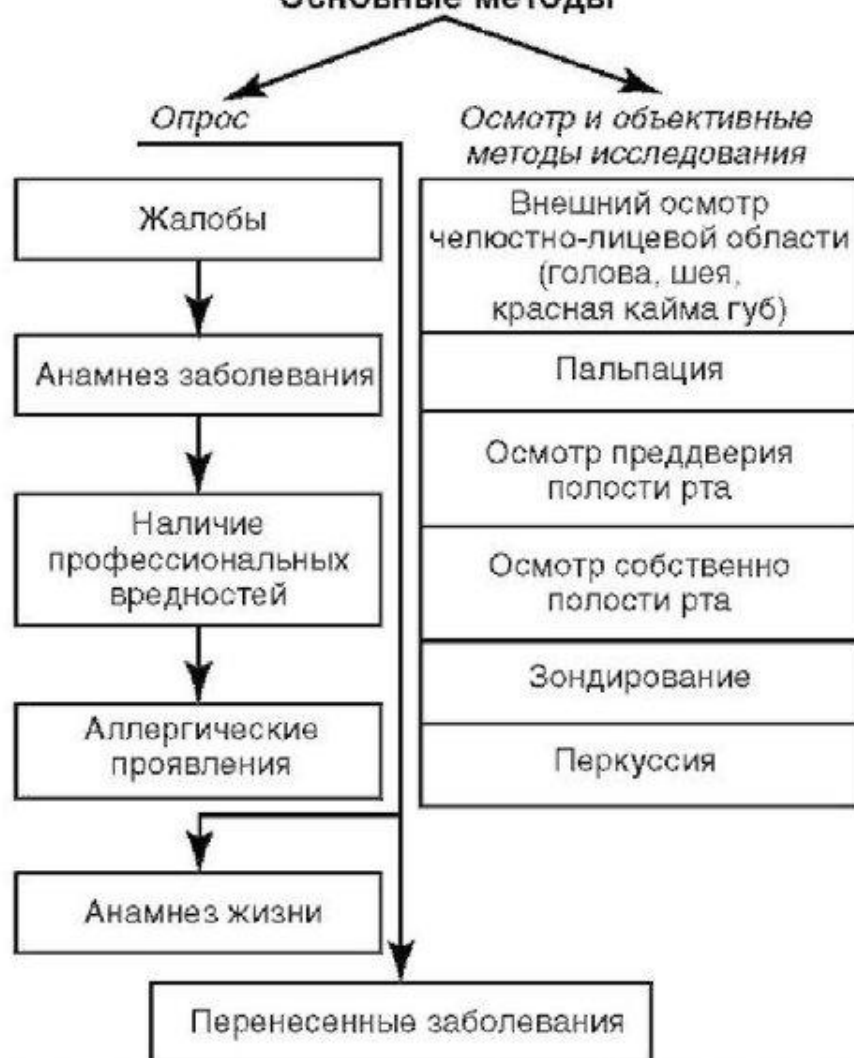 Основные методы
Опрос
Жалобы
Анамнез заболевания
Наличие
профессиональных
вредностей
Аллергические
проявления
Анамнез жизни
Перенесенные заболевания
Осмотр и объективные
методы исследования
Внешний осмотр
челюстно-лицевой области
(голова, шея,
красная кайма губ)
Пальпация
Осмотр преддверия
полости рта
Осмотр собственно
полости рта
Зондирование
Перкуссия